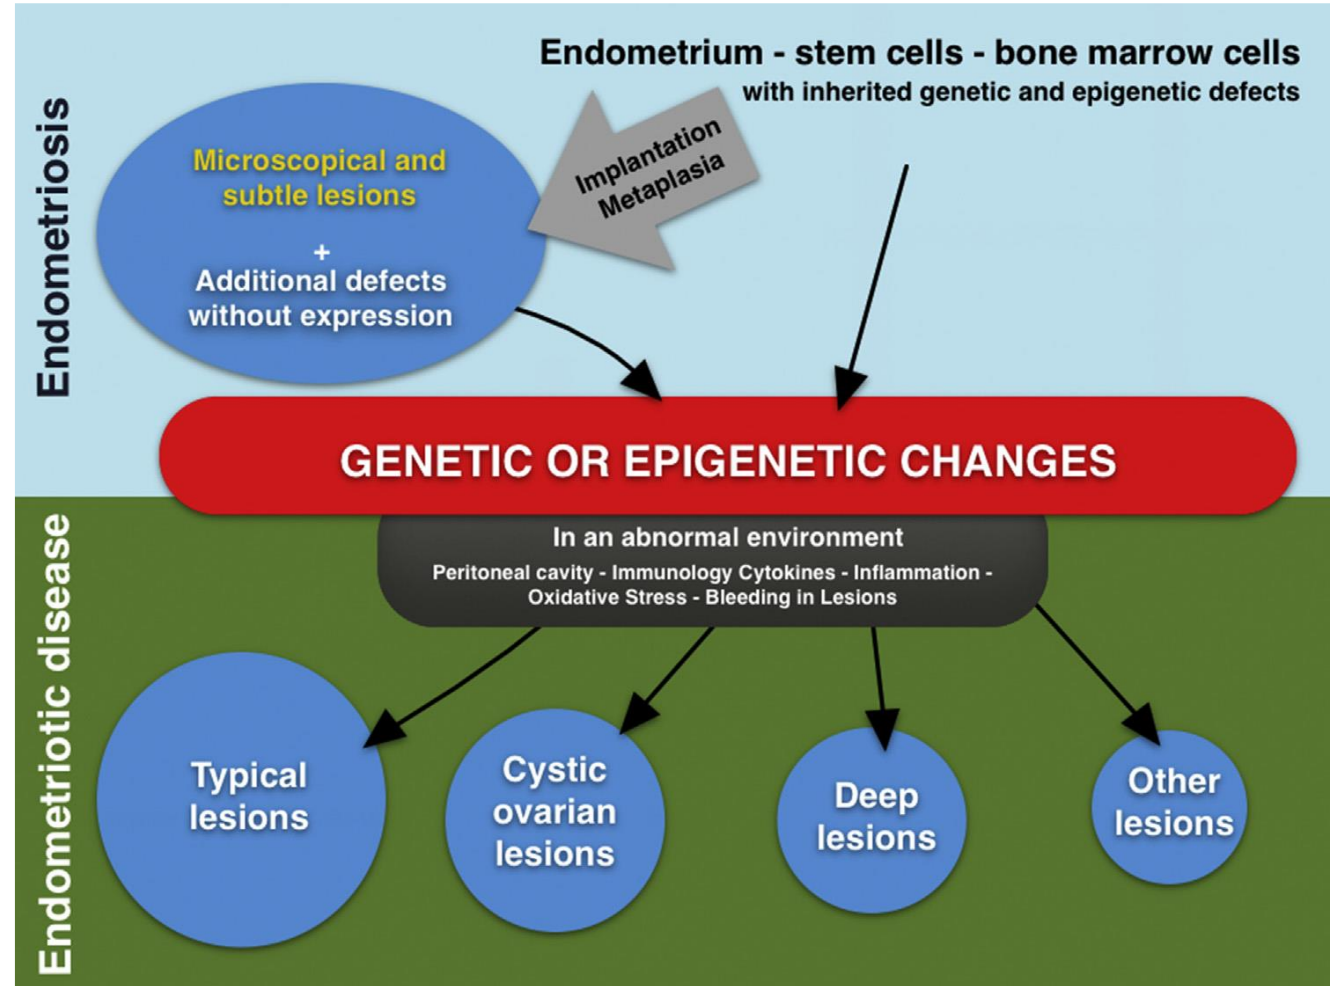 Endometrium - stem cells - bone marrow cells
with inherited genetic and epigenetic defects
Endometriosis
Implantation
Metaplasia
Microscopical and
subtle lesions
+
Additional defects
without expression
GENETIC OR EPIGENETIC CHANGES
In an abnormal environment
Peritoneal cavity - Immunology Cytokines - Inflammation -
Oxidative Stress - Bleeding in Lesions
Endometriotic disease
Typical
lesions
Cystic
ovarian
lesions
Deep
lesions
Other
lesions